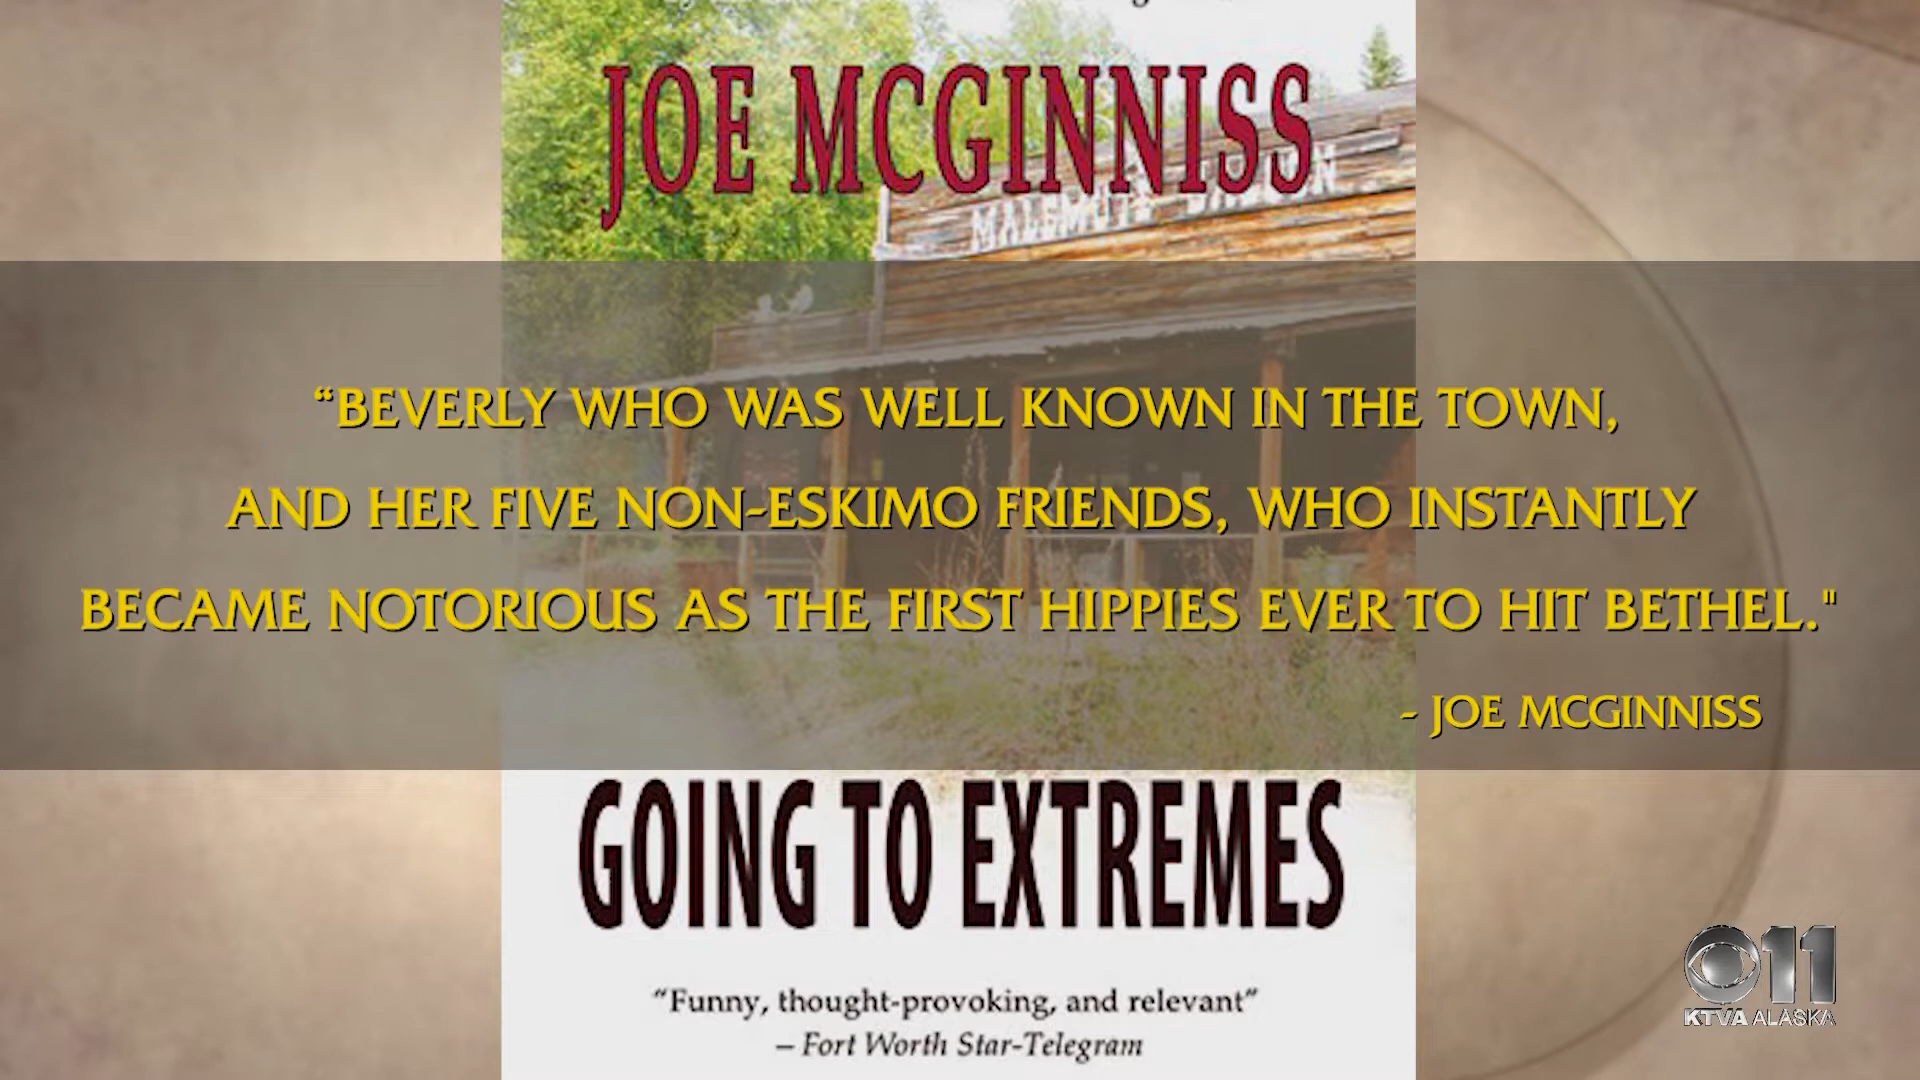 JOE MCGINNISS
MALEMUTE SALOON
“BEVERLY WHO WAS WELL KNOWN IN THE TOWN,
AND HER FIVE NON-ESKIMO FRIENDS, WHO INSTANTLY
BECAME NOTORIOUS AS THE FIRST HIPPIES EVER TO HIT BETHEL."
- JOE MCGINNISS
GOING TO EXTREMES
“Funny, thought-provoking, and relevant”
– Fort Worth Star-Telegram
11
KTVA ALASKA